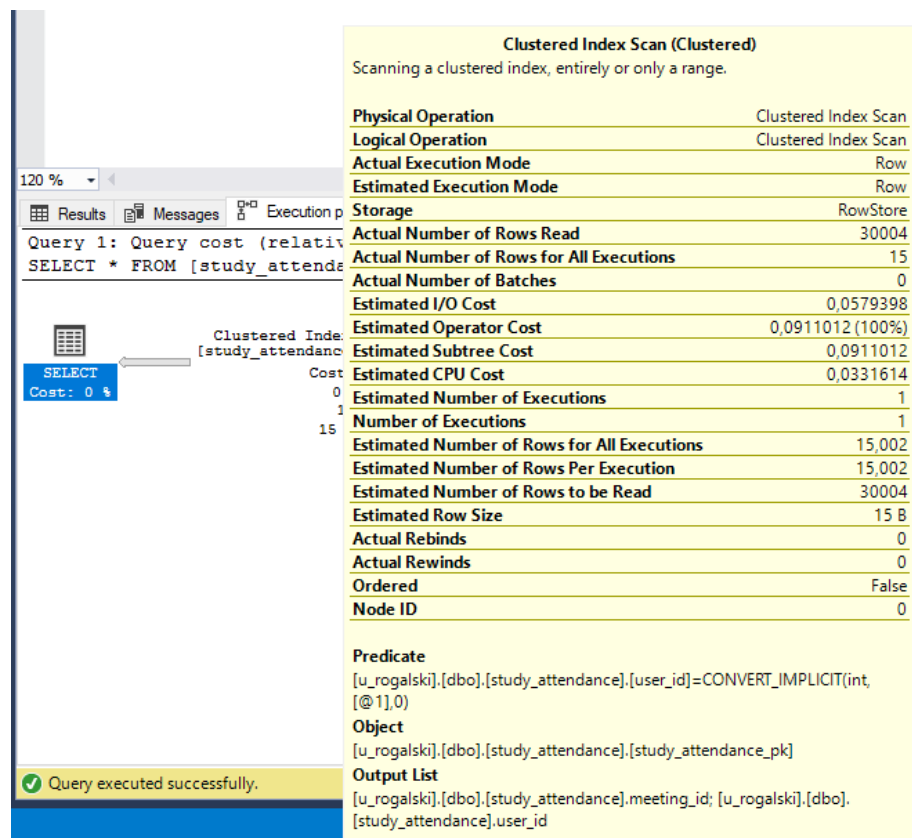 Clustered Index Scan (Clustered)
Scanning a clustered index, entirely or only a range.
Physical Operation Clustered Index Scan
Logical Operation Clustered Index Scan
Actual Execution Mode Row
Estimated Execution Mode Row
Storage RowStore
Actual Number of Rows Read 30004
Actual Number of Rows for All Executions 15
Actual Number of Batches 0
Estimated I/O Cost 0,0579398
Estimated Operator Cost 0,0911012 (100%)
Estimated Subtree Cost 0,0911012
Estimated CPU Cost 0,0331614
Estimated Number of Executions 1
Number of Executions 1
Estimated Number of Rows for All Executions 15,002
Estimated Number of Rows Per Execution 15,002
Estimated Number of Rows to be Read 30004
Estimated Row Size 15 B
Actual Rebinds 0
Actual Rewinds 0
Ordered False
Node ID 0
Predicate
[u_rogalski].[dbo].[study_attendance].[user_id]=CONVERT_IMPLICIT(int,
[@1],0)
Object
[u_rogalski].[dbo].[study_attendance].[study_attendance_pk]
Output List
[u_rogalski].[dbo].[study_attendance].meeting_id; [u_rogalski].[dbo].
[study_attendance].user_id
120 %
Results Messages Execution p
Query 1: Query cost (relativ
SELECT * FROM [study_attenda
Clustered Inde
[study_attendanc
SELECT Cost
Cost: 0 % 0
1
15
Query executed successfully.